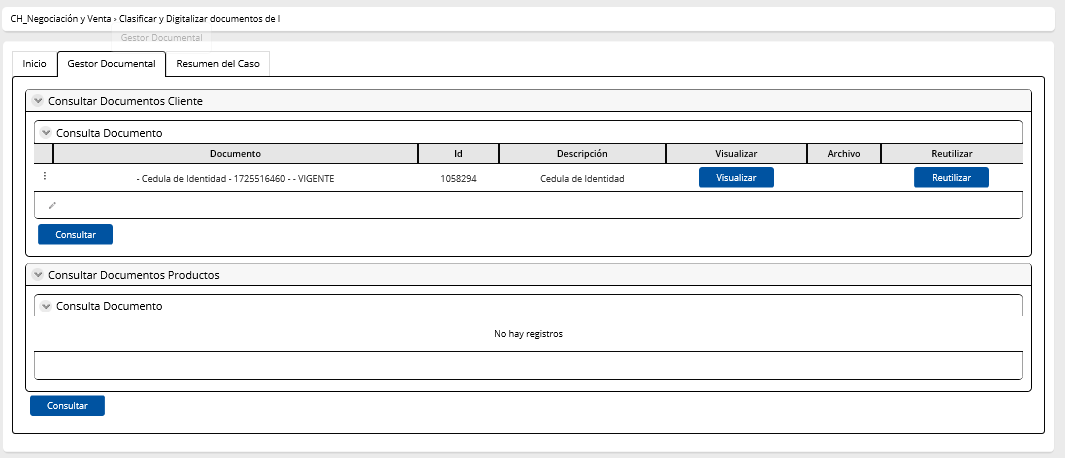 CH_Negociación y Venta › Clasificar y Digitalizar documentos de l
Gestor Documental
Inicio Gestor Documental Resumen del Caso
Consultar Documentos Cliente
Consulta Documento
Documento Id Descripción Visualizar Archivo Reutilizar
- Cedula de Identidad - 1725516460 - - VIGENTE 1058294 Cedula de Identidad Visualizar Reutilizar
Consultar
Consultar Documentos Productos
Consulta Documento
No hay registros
Consultar